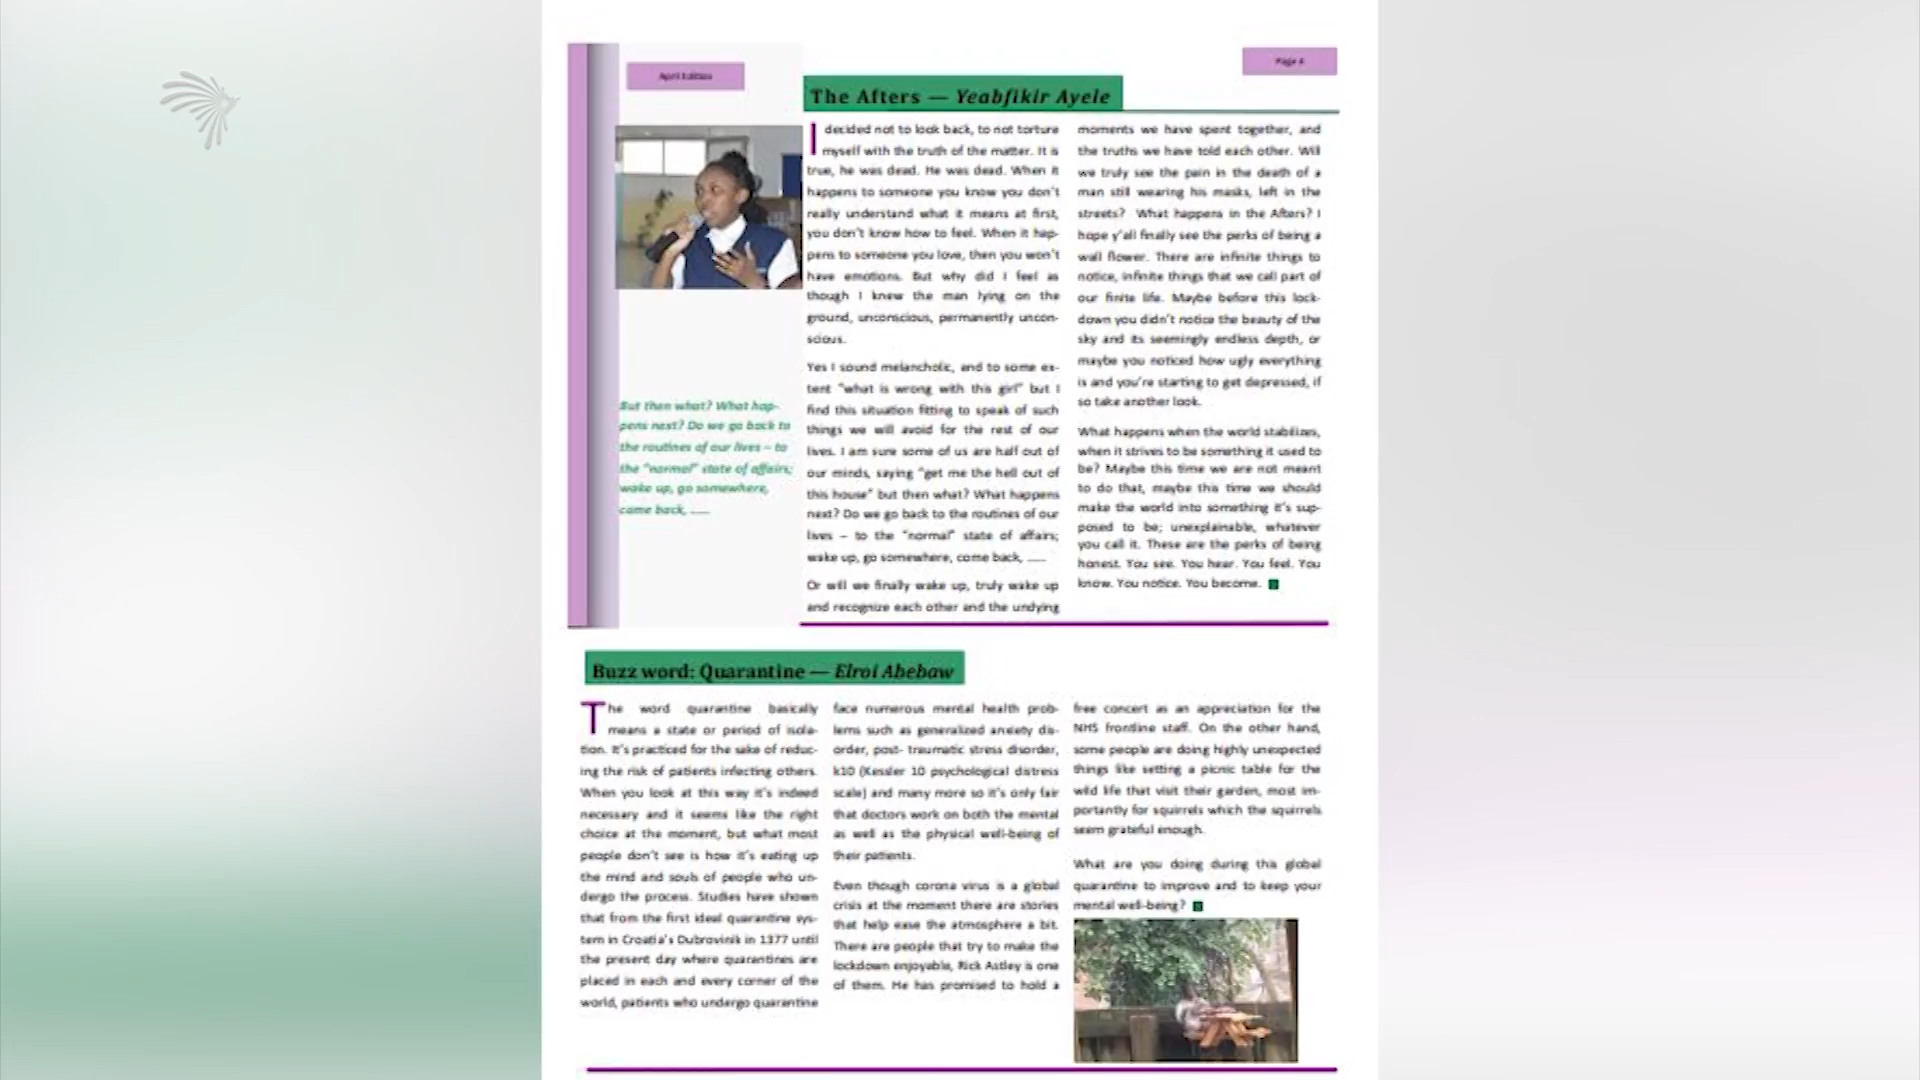 April Edition
Page 4
The Afters — Yeabfikir Ayele
I decided not to look back, to not torture
myself with the truth of the matter. It is
true, he was dead. He was dead. When it
happens to someone you know you don't
really understand what it means at first,
you don't know how to feel. When it hap-
pens to someone you love, then you won't
have emotions. But why did I feel as
though I knew the man lying on the
ground, unconscious, permanently uncon-
scious.
Yes I sound melancholic, and to some ex-
tent "what is wrong with this girl" but I
find this situation fitting to speak of such
things we will avoid for the rest of our
lives. I am sure some of us are half out of
our minds, saying "get me the hell out of
this house" but then what? What happens
next? Do we go back to the routines of our
lives – to the "normal" state of affairs;
wake up, go somewhere, come back, ......
Or will we finally wake up, truly wake up
and recognize each other and the undying
moments we have spent together, and
the truths we have told each other. Will
we truly see the pain in the death of a
man still wearing his masks, left in the
streets? What happens in the Afters? I
hope y'all finally see the perks of being a
wall flower. There are infinite things to
notice, infinite things that we call part of
our finite life. Maybe before this lock-
down you didn't notice the beauty of the
sky and its seemingly endless depth, or
maybe you noticed how ugly everything
is and you're starting to get depressed, if
so take another look.
What happens when the world stabilizes,
when it strives to be something it used to
be? Maybe this time we are not meant
to do that, maybe this time we should
make the world into something it's sup-
posed to be; unexplainable, whatever
you call it. These are the perks of being
honest. You see. You hear. You feel. You
know. You notice. You become.
But then what? What hap-
pens next? Do we go back to
the routines of our lives – to
the "normal" state of affairs;
wake up, go somewhere,
come back, ......
Buzz word: Quarantine — Elroi Abebaw
The word quarantine basically
means a state or period of isola-
tion. It's practiced for the sake of reduc-
ing the risk of patients infecting others.
When you look at this way it's indeed
necessary and it seems like the right
choice at the moment, but what most
people don't see is how it's eating up
the mind and souls of people who un-
dergo the process. Studies have shown
that from the first ideal quarantine sys-
tem in Croatia's Dubrovinik in 1377 until
the present day where quarantines are
placed in each and every corner of the
world, patients who undergo quarantine
face numerous mental health prob-
lems such as generalized anxiety dis-
order, post- traumatic stress disorder,
k10 (Kessler 10 psychological distress
scale) and many more so it's only fair
that doctors work on both the mental
as well as the physical well-being of
their patients.
Even though corona virus is a global
crisis at the moment there are stories
that help ease the atmosphere a bit.
There are people that try to make the
lockdown enjoyable, Rick Astley is one
of them. He has promised to hold a
free concert as an appreciation for the
NHS frontline staff. On the other hand,
some people are doing highly unexpected
things like setting a picnic table for the
wild life that visit their garden, most im-
portantly for squirrels which the squirrels
seem grateful enough.
What are you doing during this global
quarantine to improve and to keep your
mental well-being?